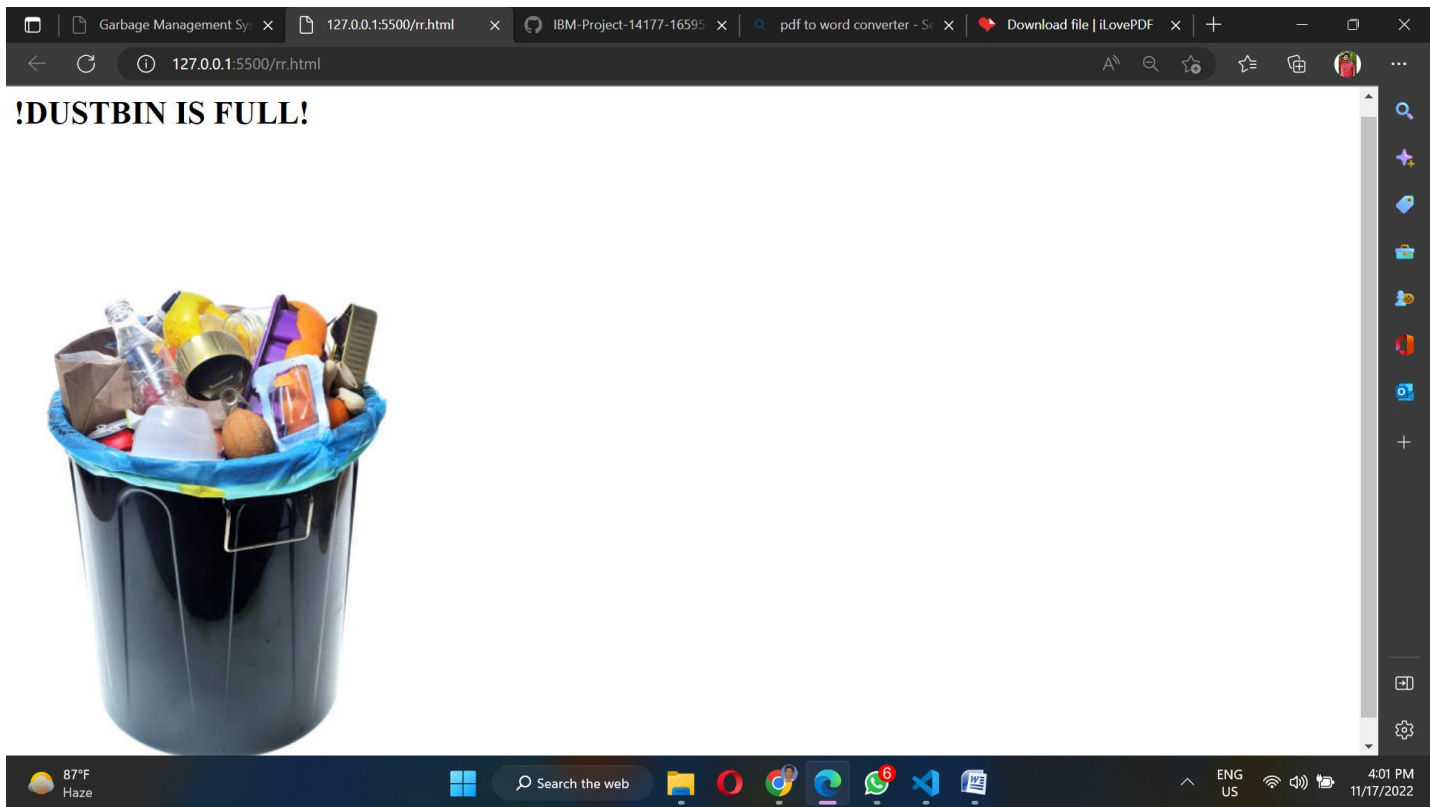 Garbage Management Sy
127.0.0.1:5500/rr.html
IBM-Project-14177-16595
pdf to word converter - Se
Download file | iLovePDF
127.0.0.1:5500/rr.html
!DUSTBIN IS FULL!
87°F
Haze
Search the web
6
ENG
US
4:01 PM
11/17/2022